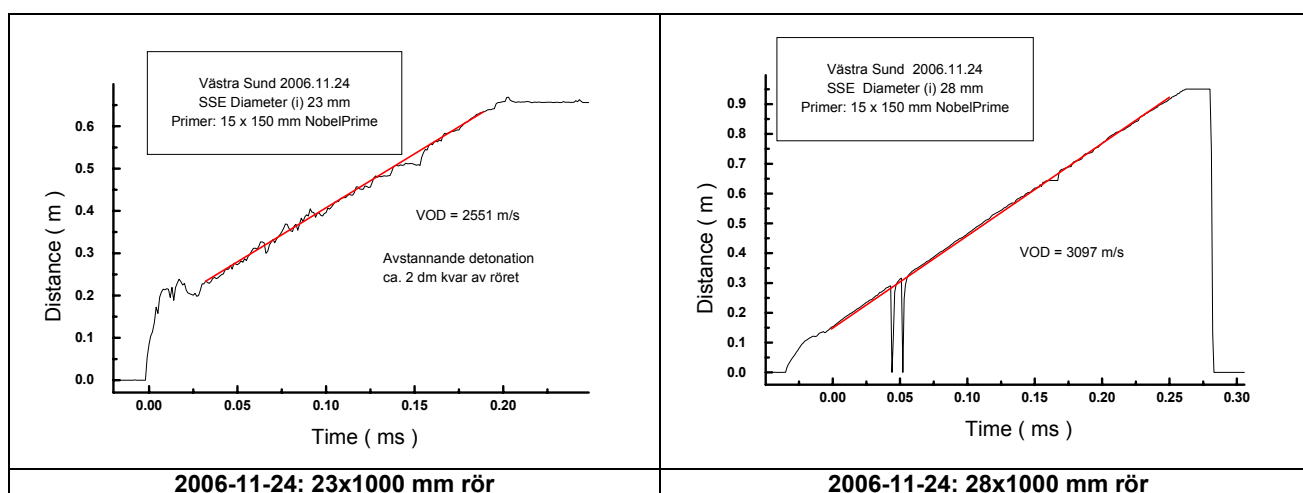 Västra Sund 2006.11.24
SSE Diameter (i) 23 mm
Primer: 15 x 150 mm NobelPrime
0.6
0.5
0.4
0.3
0.2
0.1
0.0
Distance ( m )
VOD = 2551 m/s
Avstannande detonation
ca. 2 dm kvar av röret
0.00 0.05 0.10 0.15 0.20
Time ( ms )
2006-11-24: 23x1000 mm rör
Västra Sund 2006.11.24
SSE Diameter (i) 28 mm
Primer: 15 x 150 mm NobelPrime
0.9
0.8
0.7
0.6
0.5
0.4
0.3
0.2
0.1
0.0
Distance ( m )
VOD = 3097 m/s
0.00 0.05 0.10 0.15 0.20 0.25 0.30
Time ( ms )
2006-11-24: 28x1000 mm rör